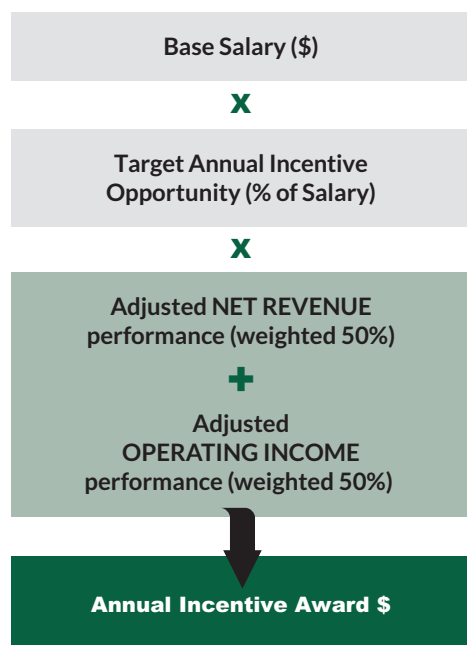 Base Salary ($)
x
Target Annual Incentive
Opportunity (% of Salary)
x
Adjusted NET REVENUE
performance (weighted 50%)
+
Adjusted
OPERATING INCOME
performance (weighted 50%)
Annual Incentive Award $